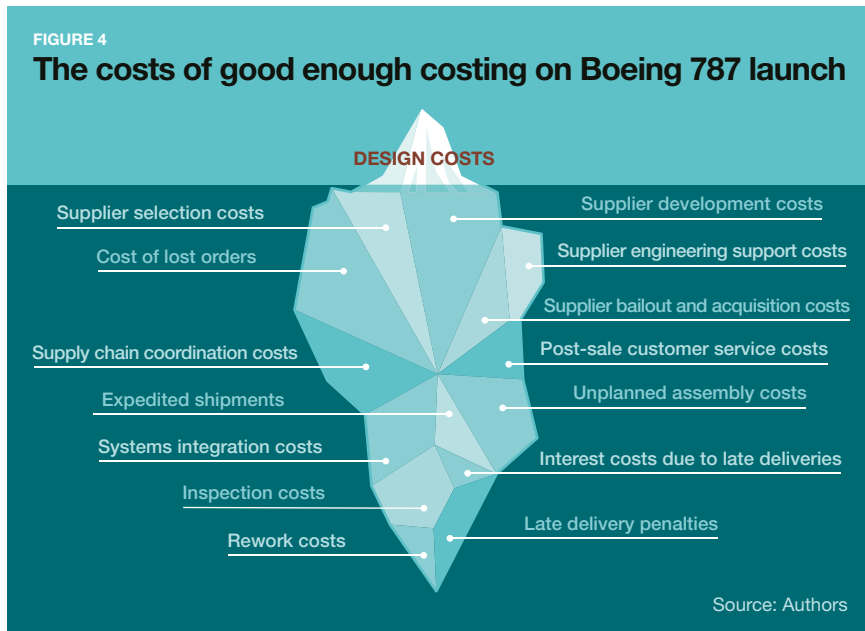 FIGURE 4
The costs of good enough costing on Boeing 787 launch
DESIGN COSTS
Supplier selection costs
Supplier development costs
Cost of lost orders
Supplier engineering support costs
Supplier bailout and acquisition costs
Supply chain coordination costs
Post-sale customer service costs
Expedited shipments
Unplanned assembly costs
Systems integration costs
Interest costs due to late deliveries
Inspection costs
Late delivery penalties
Rework costs
Source: Authors